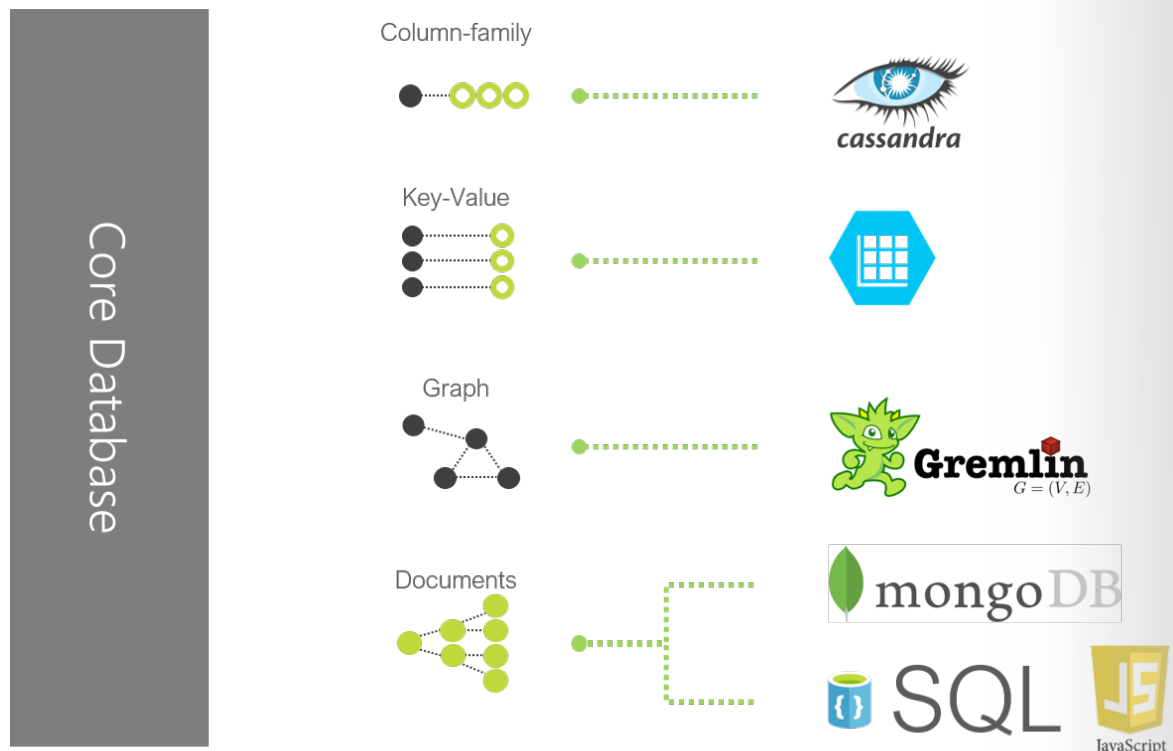 Core Database
Column-family
cassandra
Key-Value
Graph
Gremlin
G = (V, E)
Documents
mongoDB
{ } SQL
JS
JavaScript